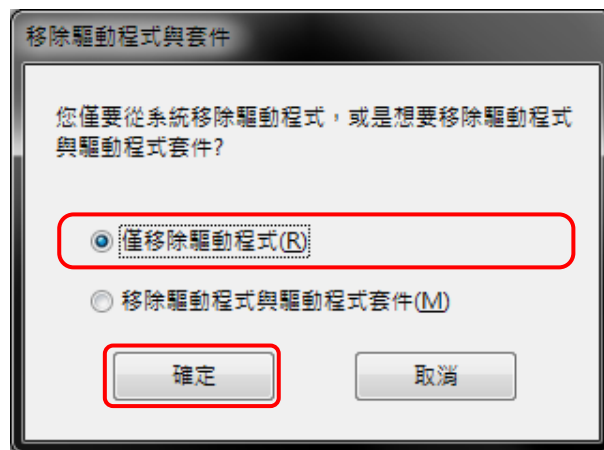 移除驅動程式與套件
您僅要從系統移除驅動程式，或是想要移除驅動程式
與驅動程式套件?
僅移除驅動程式(R)
移除驅動程式與驅動程式套件(M)
確定
取消